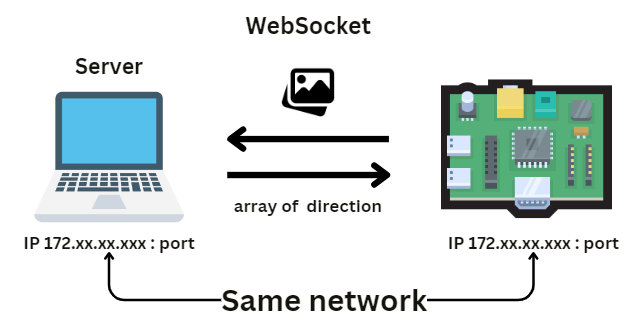 WebSocket
Server
array of direction
IP 172.xx.xx.xxx : port
IP 172.xx.xx.xxx : port
Same network